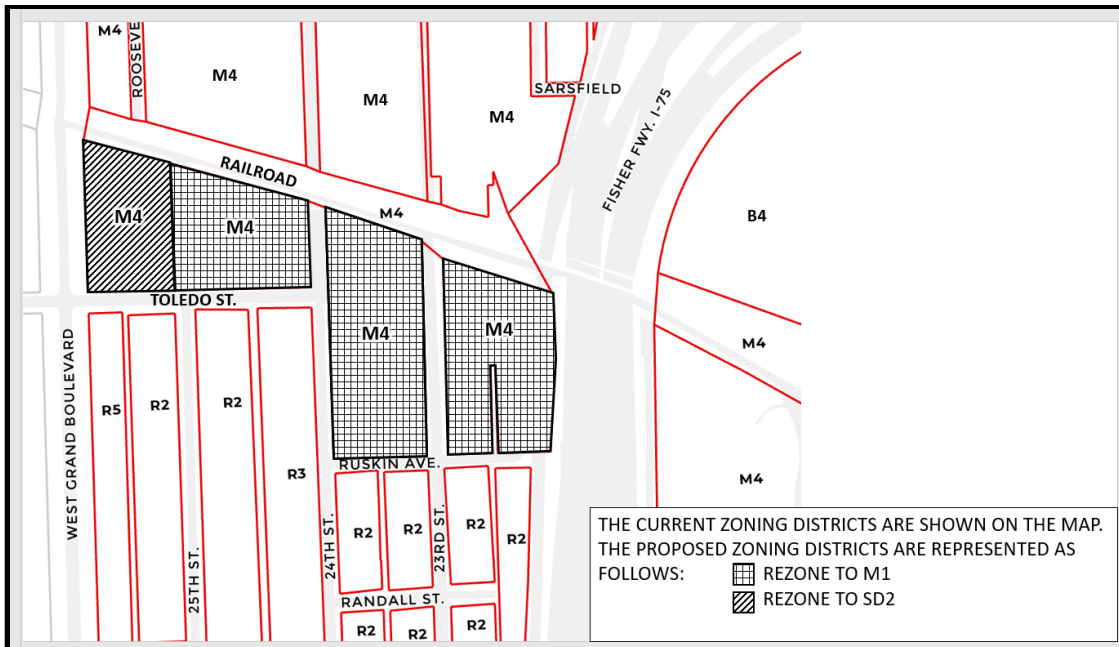 M4
ROOSEVE
M4
M4
SARSFIELD
M4
FISHER FWY. I-75
RAILROAD
M4
M4
M4
B4
TOLEDO ST.
M4
M4
M4
WEST GRAND BOULEVARD
R5
R2
R2
R3
RUSKIN AVE.
M4
25TH ST.
24TH ST.
R2
R2
23RD ST.
R2
R2
RANDALL ST.
R2
R2
R2
THE CURRENT ZONING DISTRICTS ARE SHOWN ON THE MAP.
THE PROPOSED ZONING DISTRICTS ARE REPRESENTED AS
FOLLOWS: REZONE TO M1
REZONE TO SD2